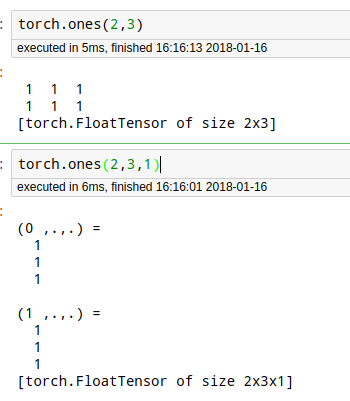 : torch.ones(2,3)
executed in 5ms, finished 16:16:13 2018-01-16
:
1 1 1
1 1 1
[torch.FloatTensor of size 2x3]
: torch.ones(2,3,1)
executed in 6ms, finished 16:16:01 2018-01-16
:
(0 ,.,.) =
1
1
1
(1 ,.,.) =
1
1
1
[torch.FloatTensor of size 2x3x1]